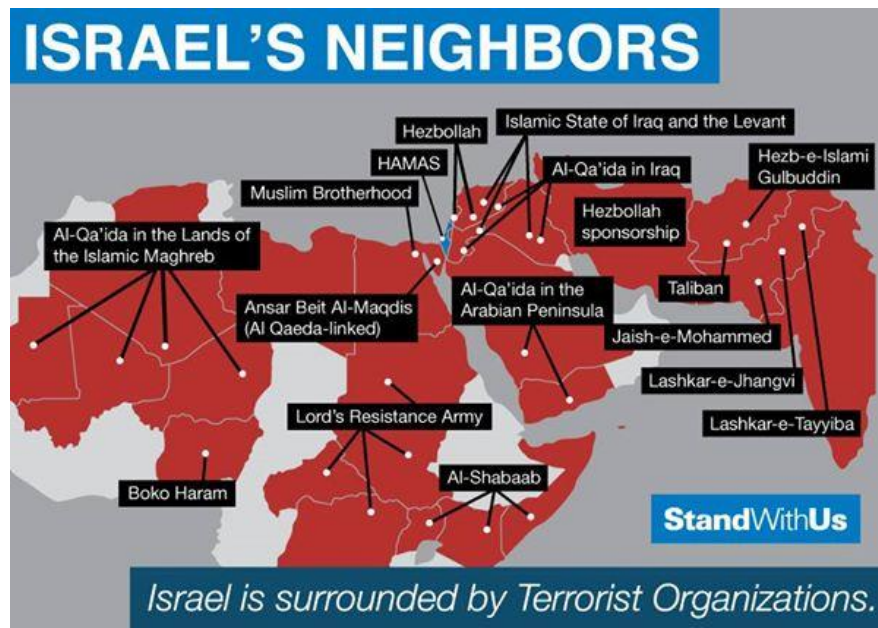 ISRAEL'S NEIGHBORS
Islamic State of Iraq and the Levant
Hezbollah
HAMAS
Al-Qa'ida in Iraq
Hezb-e-Islami
Gulbuddin
Muslim Brotherhood
Hezbollah
sponsorship
Al-Qa'ida in the Lands of
the Islamic Maghreb
Taliban
Ansar Beit Al-Maqdis
(Al Qaeda-linked)
Al-Qa'ida in the
Arabian Peninsula
Jaish-e-Mohammed
Lashkar-e-Jhangvi
Lord's Resistance Army
Lashkar-e-Tayyiba
Al-Shabaab
Boko Haram
StandWithUs
Israel is surrounded by Terrorist Organizations.